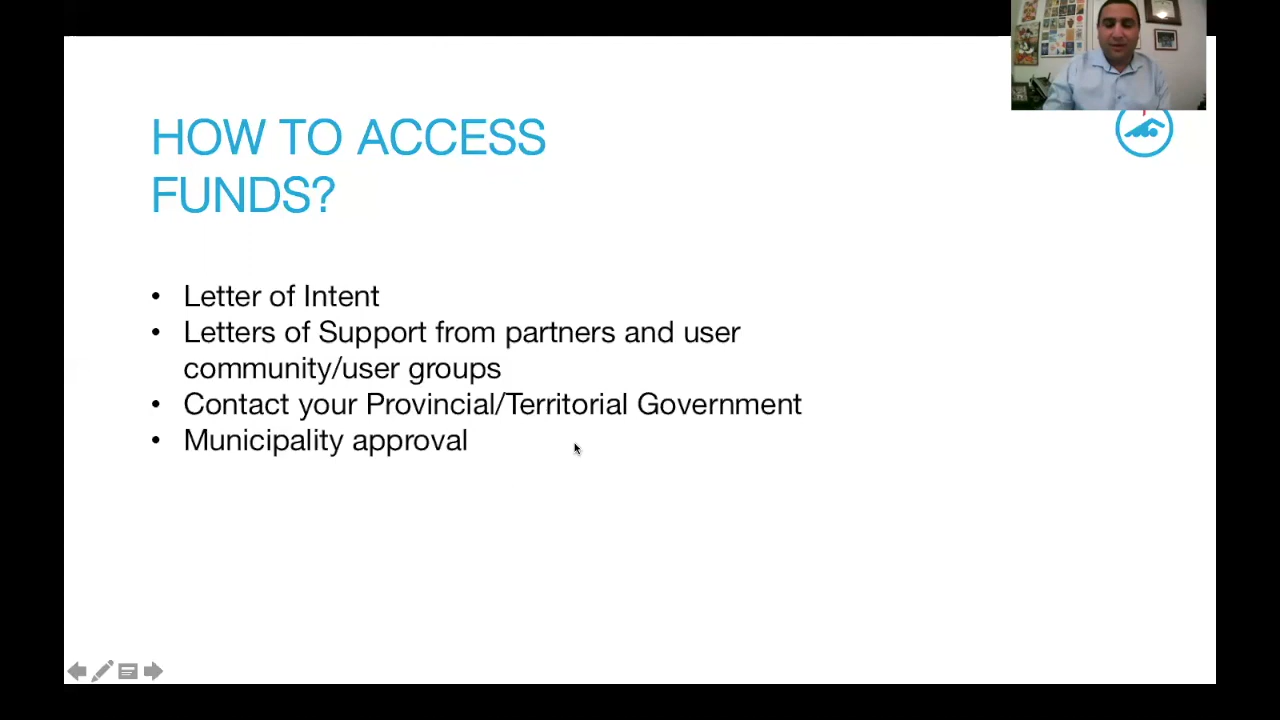 HOW TO ACCESS
FUNDS?
• Letter of Intent
• Letters of Support from partners and user
community/user groups
• Contact your Provincial/Territorial Government
• Municipality approval